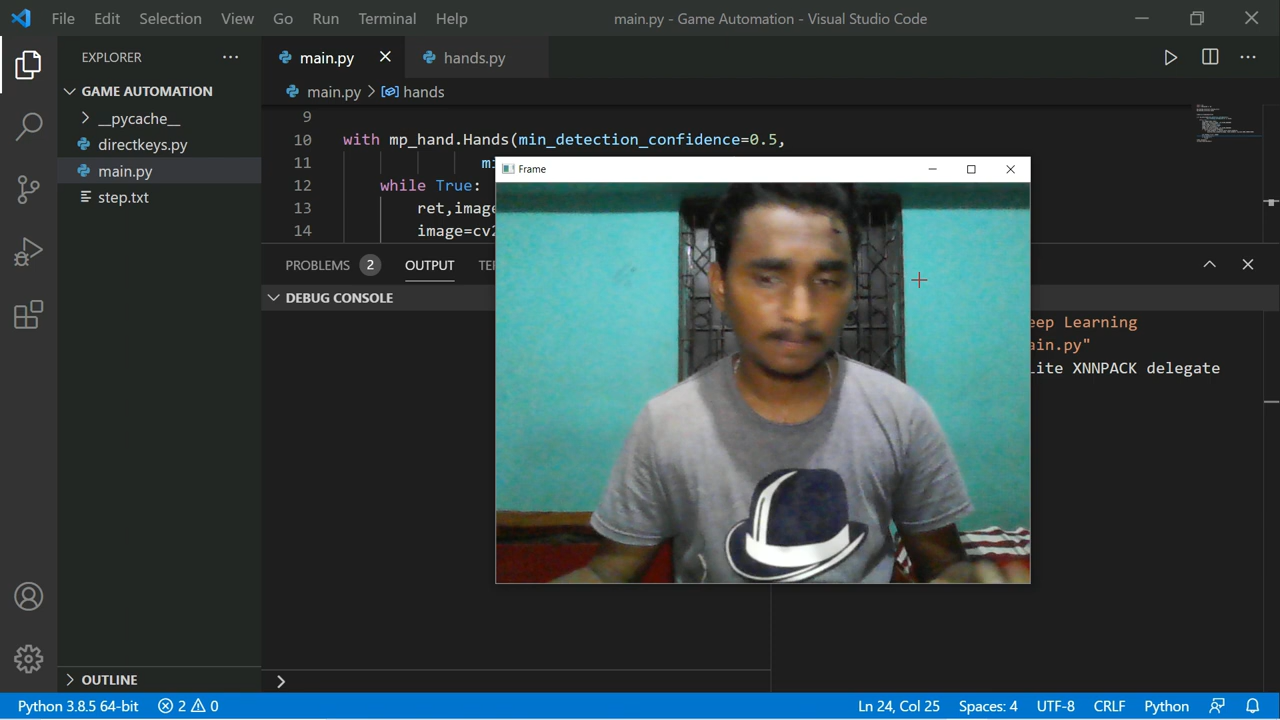 File Edit Selection View Go Run Terminal Help
main.py - Game Automation - Visual Studio Code
EXPLORER
GAME AUTOMATION
__pycache__
directkeys.py
main.py
step.txt
OUTLINE
main.py
hands.py
main.py > hands
9
10 with mp_hand.Hands(min_detection_confidence=0.5,
11 mi
12 while True:
13 ret,image
14 image=cv2
PROBLEMS 2 OUTPUT TE
DEBUG CONSOLE
Frame
eep Learning
ain.py"
ite XNNPACK delegate
Python 3.8.5 64-bit 2 0 Ln 24, Col 25 Spaces: 4 UTF-8 CRLF Python